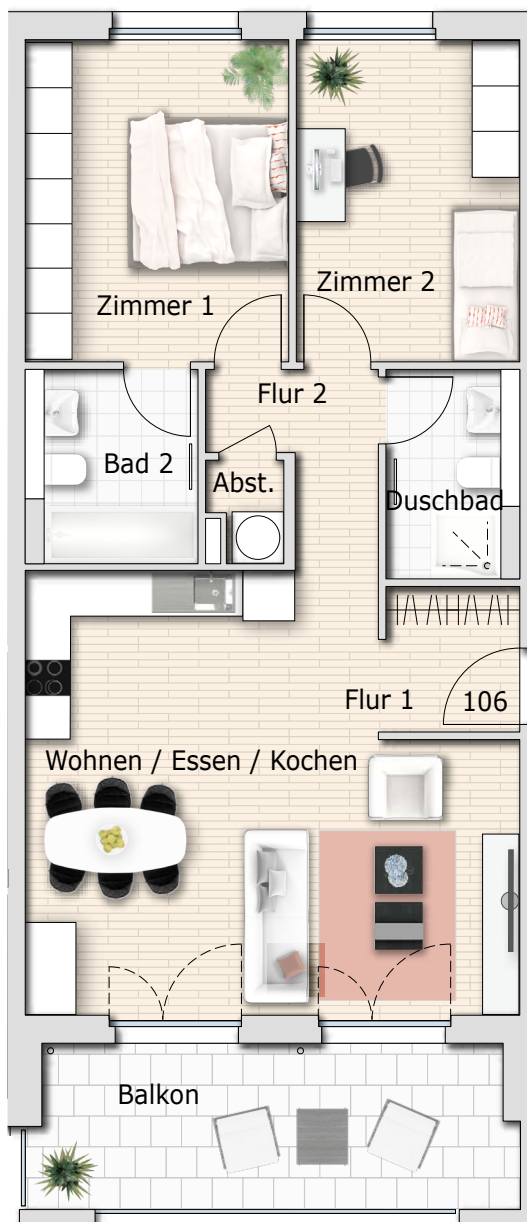 Zimmer 1
Zimmer 2
Flur 2
Bad 2
Abst.
Duschbad
Flur 1
106
Wohnen / Essen / Kochen
Balkon